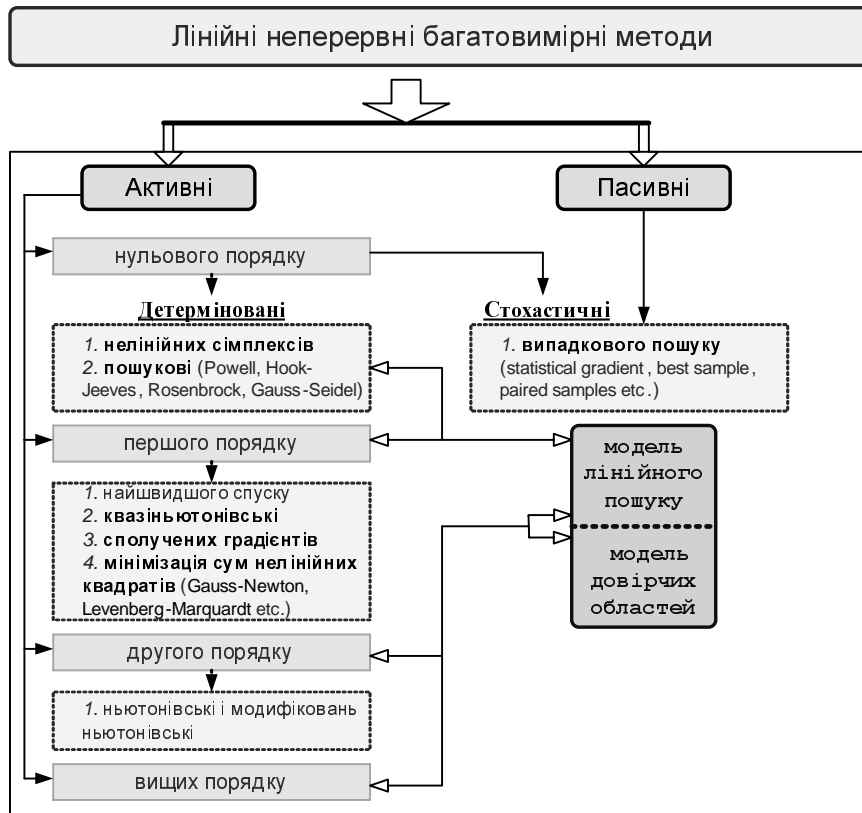 Лінійні неперервні багатовимірні методи
Активні
Пасивні
нульового порядку
Детерміновані
Стохастичні
1. нелінійних сімплексів
2. пошукові (Powell, Hook-
Jeeves, Rosenbrock, Gauss-Seidel)
1. випадкового пошуку
(statistical gradient, best sample,
paired samples etc.)
першого порядку
1. найшвидшого спуску
2. квазіньютонівські
3. сполучених градієнтів
4. мінімізація сум нелінійних
квадратів (Gauss-Newton,
Levenberg-Marquardt etc.)
модель
лінійного
пошуку
модель
довірчих
областей
другого порядку
1. ньютонівські і модифіковань
ньютонівські
вищих порядку